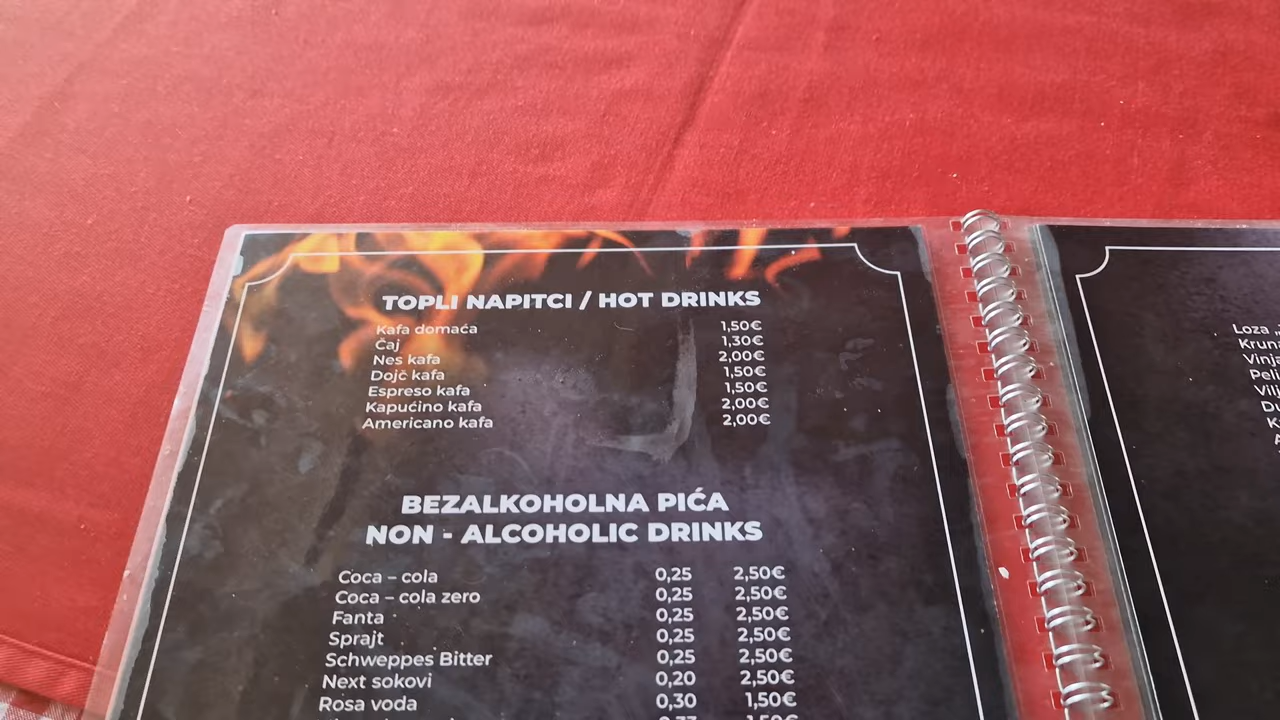 TOPLI NAPITCI / HOT DRINKS
Kafa domaća 1,50€
Čaj 1,30€
Nes kafa 2,00€
Dojč kafa 1,50€
Espreso kafa 1,50€
Kapućino kafa 2,00€
Americano kafa 2,00€
BEZALKOHOLNA PIĆA
NON - ALCOHOLIC DRINKS
Coca – cola 0,25 2,50€
Coca – cola zero 0,25 2,50€
Fanta 0,25 2,50€
Sprajt 0,25 2,50€
Schweppes Bitter 0,25 2,50€
Next sokovi 0,20 2,50€
Rosa voda 0,30 1,50€
Loza